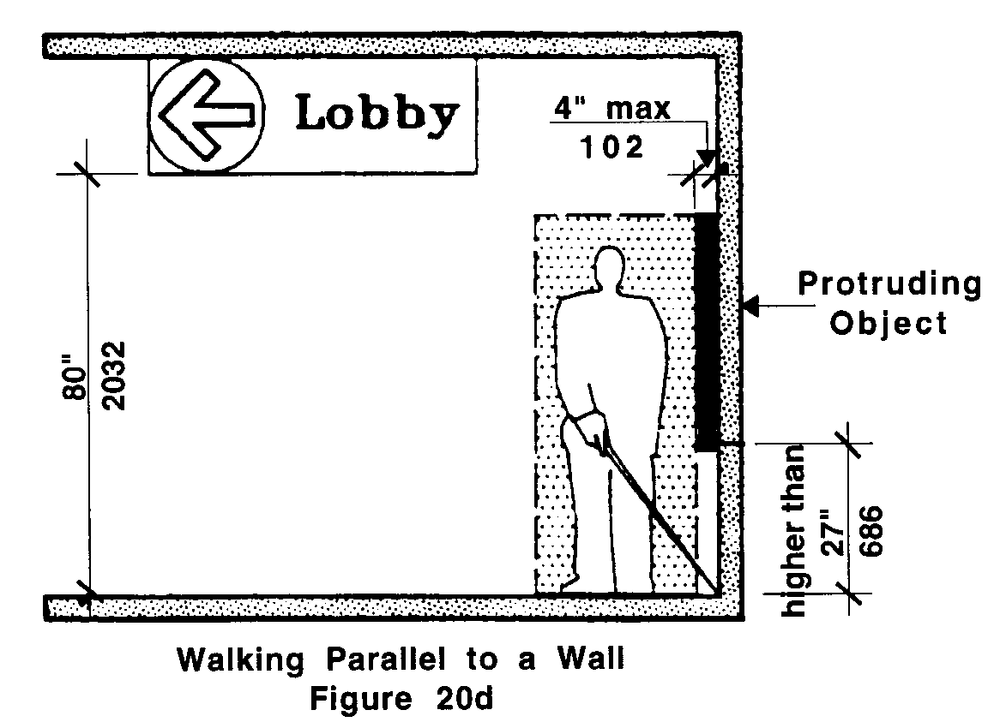 Lobby
4" max
102
Protruding
Object
80"
2032
higher than
27"
686
Walking Parallel to a Wall
Figure 20d